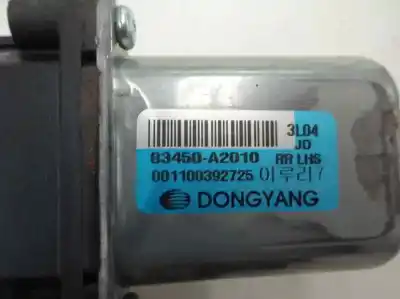 3L04
JD
83450-A2010 RR LHS
001100392725
DONGYANG